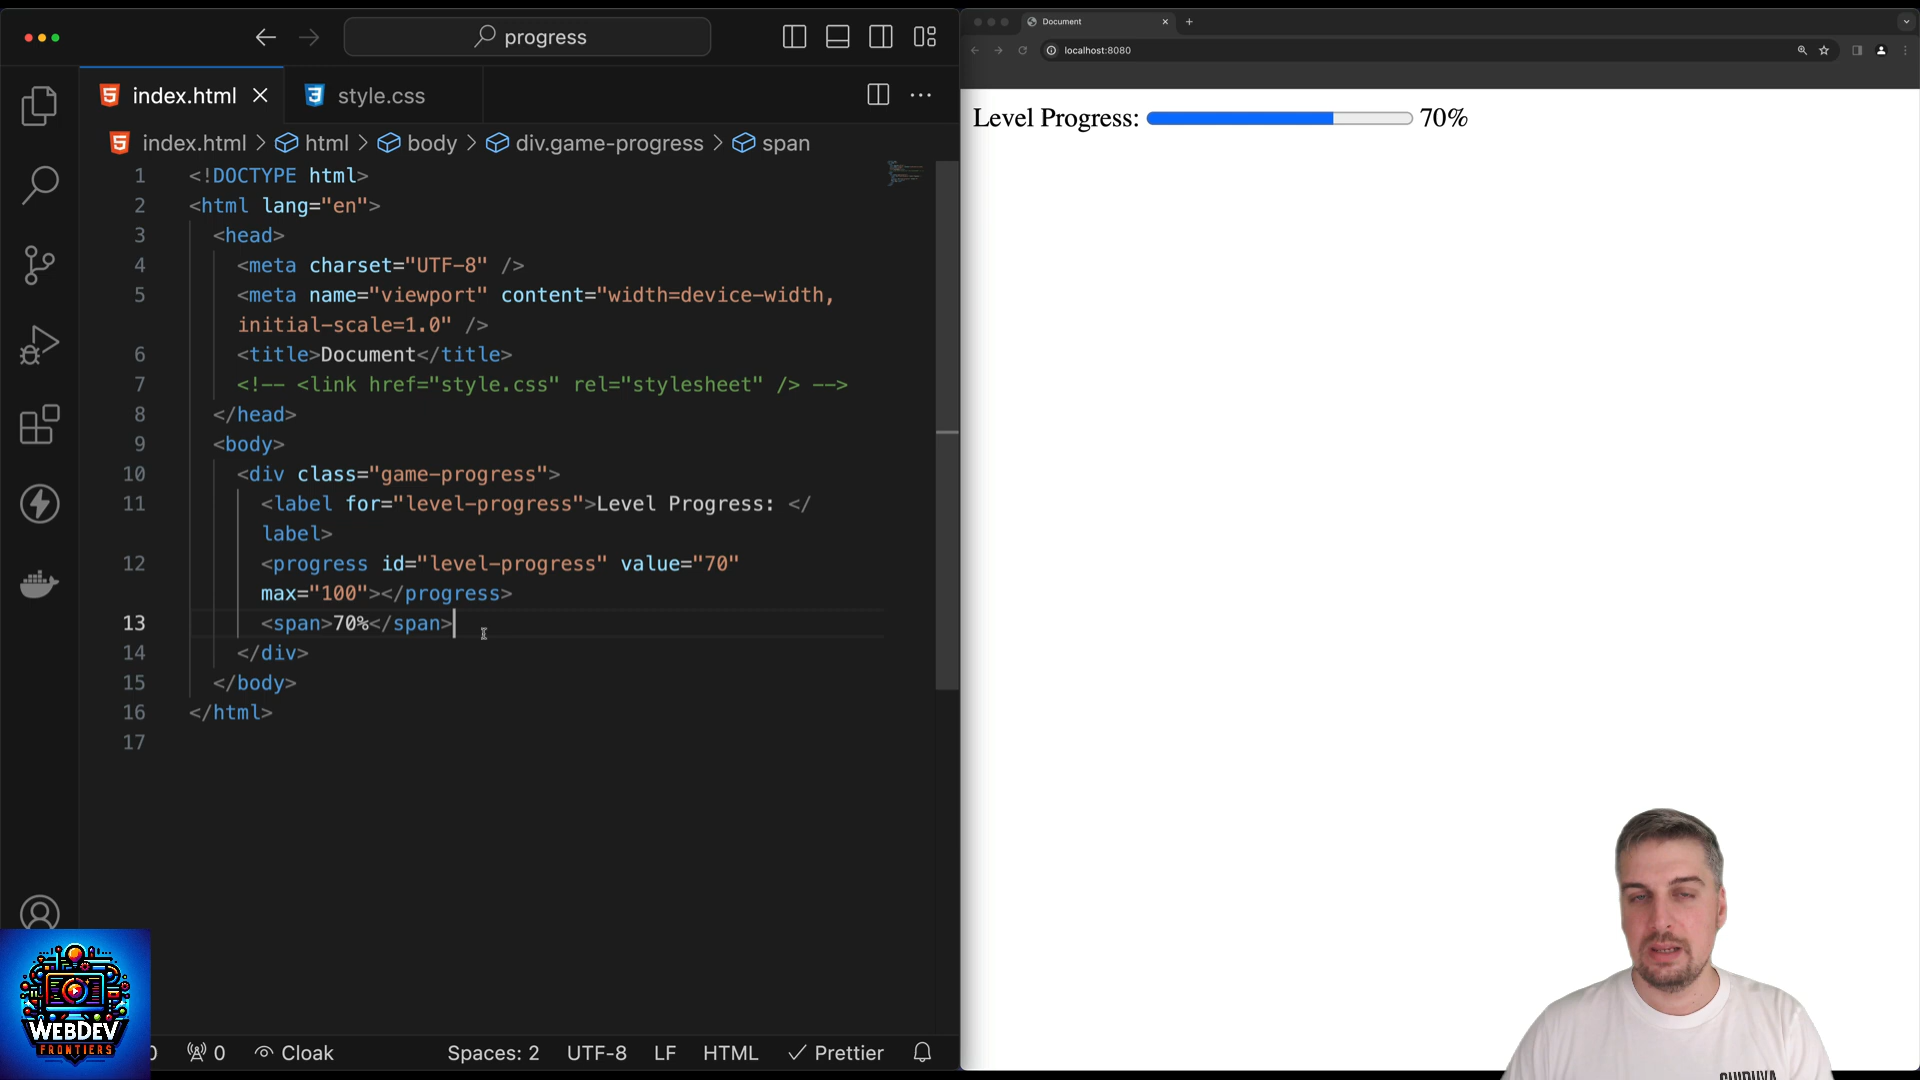 progress
index.html
style.css
index.html > html > body > div.game-progress > span
1 <!DOCTYPE html>
2 <html lang="en">
3 <head>
4 <meta charset="UTF-8" />
5 <meta name="viewport" content="width=device-width,
initial-scale=1.0" />
6 <title>Document</title>
7 <!-- <link href="style.css" rel="stylesheet" /> -->
8 </head>
9 <body>
10 <div class="game-progress">
11 <label for="level-progress">Level Progress: </
label>
12 <progress id="level-progress" value="70"
max="100"></progress>
13 <span>70%</span>
14 </div>
15 </body>
16 </html>
17
WEBDEV
FRONTIERS
0 0 Cloak Spaces: 2 UTF-8 LF HTML Prettier
Document
localhost:8080
Level Progress: 70%